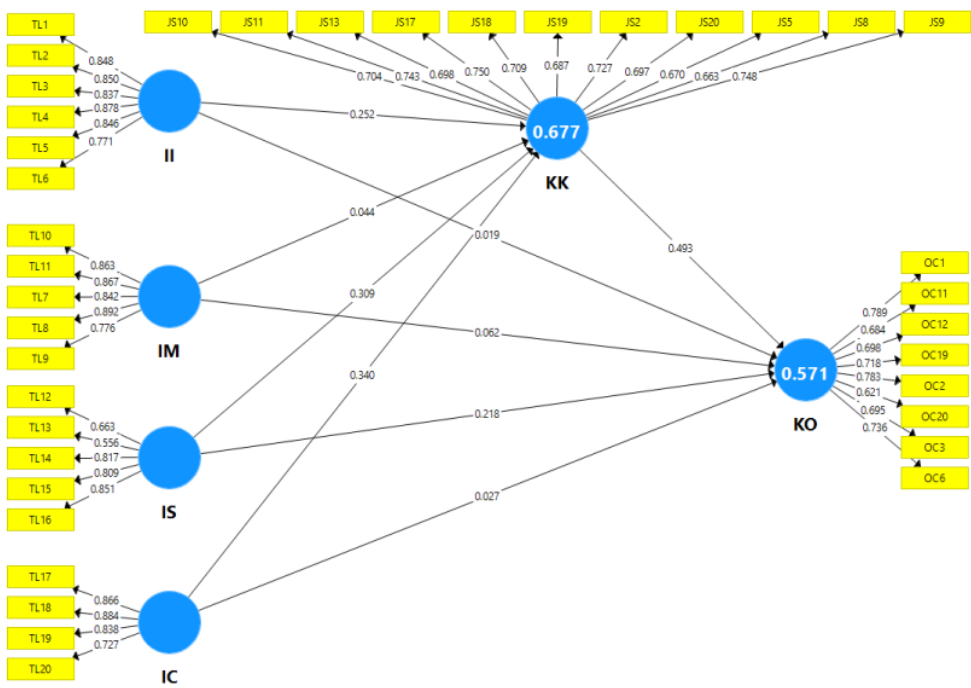 TL1
TL2
TL3
TL4
TL5
TL6
0.848
0.850
0.837
0.878
0.846
0.771
II
JS10
JS11
JS13
JS17
JS18
JS19
JS2
JS20
JS5
JS8
JS9
0.704
0.743
0.698
0.750
0.709
0.687
0.727
0.697
0.670
0.663
0.748
0.677
KK
0.252
0.044
0.019
0.309
0.493
0.062
0.340
0.218
0.027
TL10
TL11
TL7
TL8
TL9
0.863
0.867
0.842
0.892
0.776
IM
TL12
TL13
TL14
TL15
TL16
0.663
0.556
0.817
0.809
0.851
IS
TL17
TL18
TL19
TL20
0.866
0.884
0.838
0.727
IC
0.571
KO
0.789
0.684
0.698
0.718
0.783
0.621
0.695
0.736
OC1
OC11
OC12
OC19
OC2
OC20
OC3
OC6